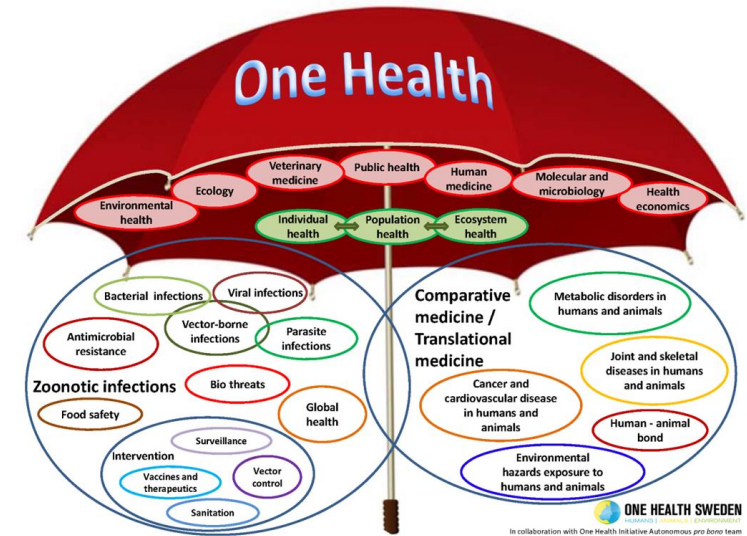 One Health
Environmental
health
Ecology
Veterinary
medicine
Public health
Human
medicine
Molecular and
microbiology
Health
economics
Individual
health
Population
health
Ecosystem
health
Bacterial infections
Viral infections
Vector-borne
infections
Parasite
infections
Antimicrobial
resistance
Zoonotic infections
Bio threats
Food safety
Global
health
Intervention
Surveillance
Vaccines and
therapeutics
Vector
control
Sanitation
Comparative
medicine /
Translational
medicine
Metabolic disorders in
humans and animals
Joint and skeletal
diseases in humans
and animals
Cancer and
cardiovascular disease
in humans and
animals
Human - animal
bond
Environmental
hazards exposure to
humans and animals
ONE HEALTH SWEDEN
HUMANS | ANIMALS | ENVIRONMENT
In collaboration with One Health Initiative Autonomous pro bono team